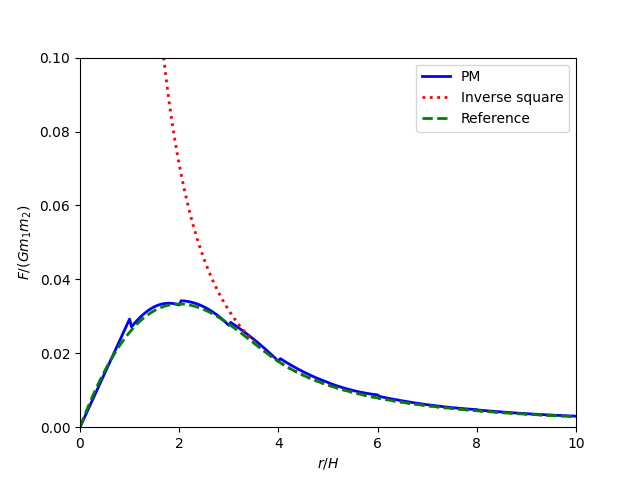 0.10
0.08
0.06
0.04
0.02
0.00
F/(Gm₁m₂)
PM
Inverse square
Reference
0 2 4 6 8 10
r/H